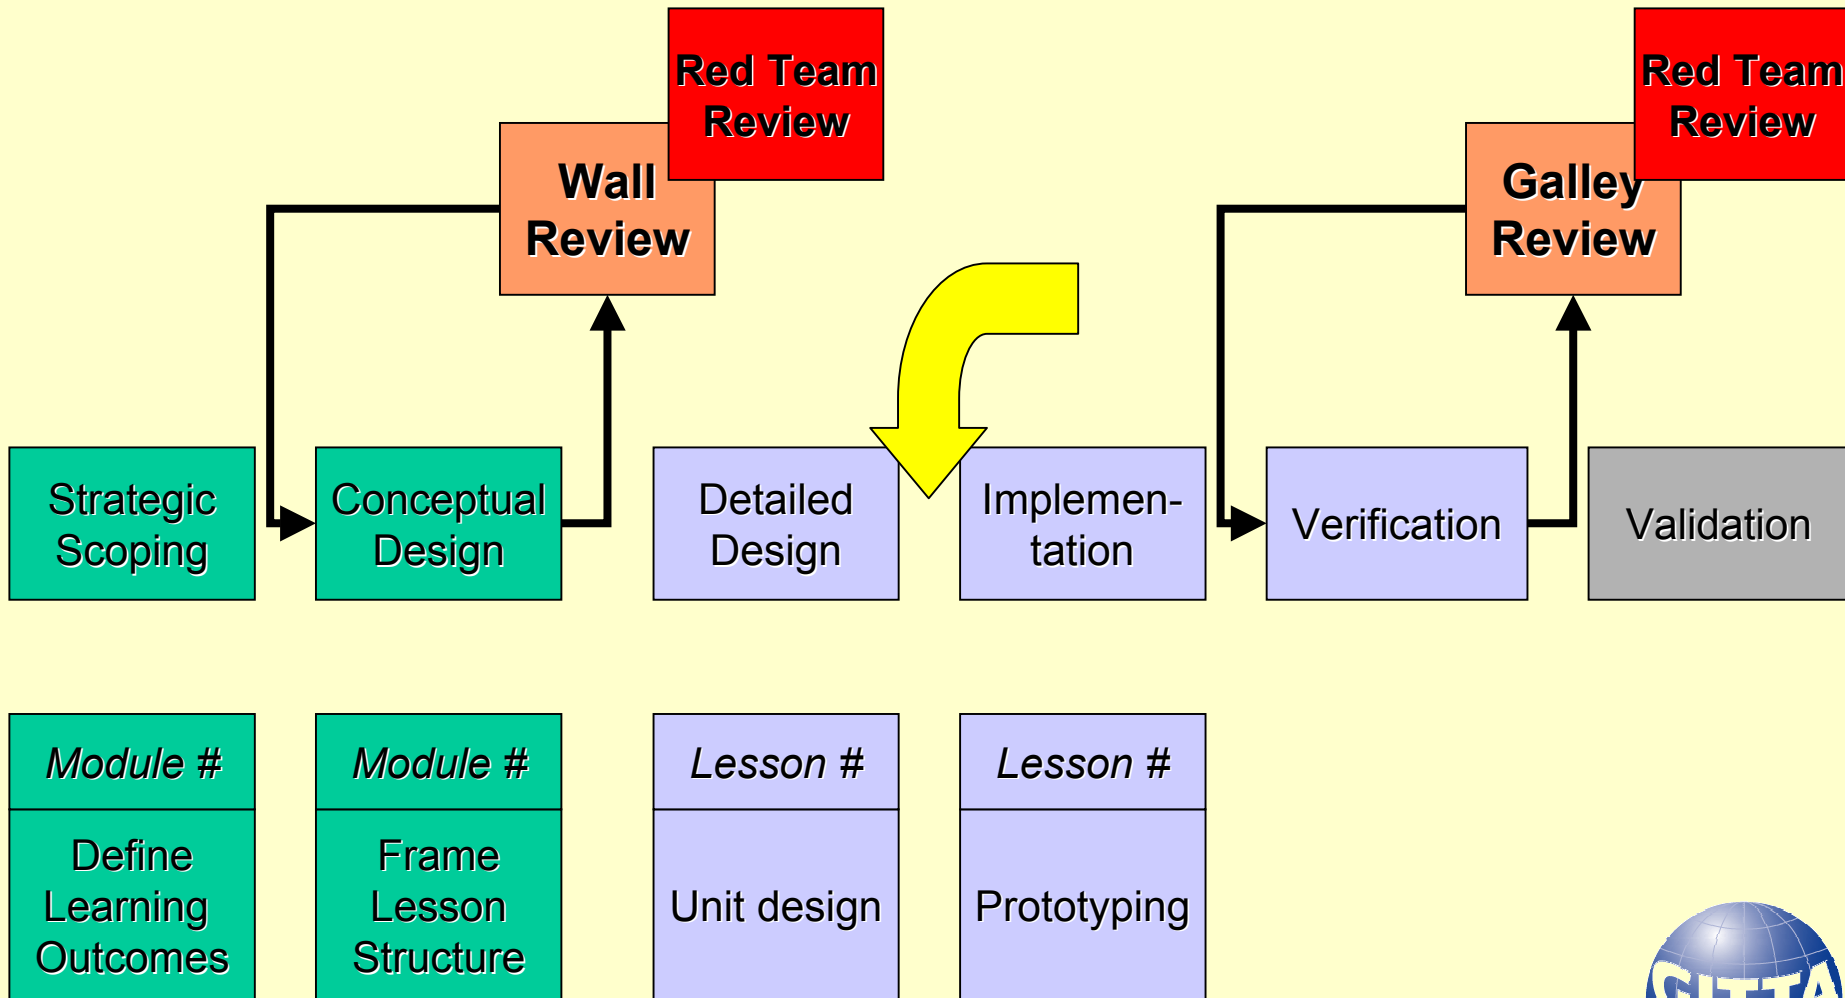 Red Team
Review
Red Team
Review
Wall
Review
Galley
Review
Strategic
Scoping
Conceptual
Design
Detailed
Design
Implemen-
tation
Verification
Validation
Module #
Module #
Lesson #
Lesson #
Define
Learning
Outcomes
Frame
Lesson
Structure
Unit design
Prototyping
GITTA